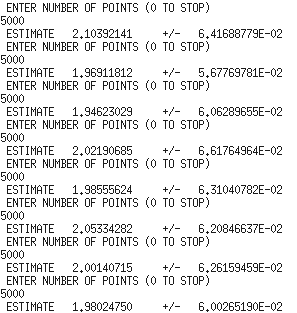 ENTER NUMBER OF POINTS (0 TO STOP)
5000
ESTIMATE 2.10392141 +/- 6.41688779E-02
ENTER NUMBER OF POINTS (0 TO STOP)
5000
ESTIMATE 1.96911812 +/- 5.67769781E-02
ENTER NUMBER OF POINTS (0 TO STOP)
5000
ESTIMATE 1.94623029 +/- 6.06289655E-02
ENTER NUMBER OF POINTS (0 TO STOP)
5000
ESTIMATE 2.02190685 +/- 6.61764964E-02
ENTER NUMBER OF POINTS (0 TO STOP)
5000
ESTIMATE 1.98555624 +/- 6.31040782E-02
ENTER NUMBER OF POINTS (0 TO STOP)
5000
ESTIMATE 2.05334282 +/- 6.20846637E-02
ENTER NUMBER OF POINTS (0 TO STOP)
5000
ESTIMATE 2.00140715 +/- 6.26159459E-02
ENTER NUMBER OF POINTS (0 TO STOP)
5000
ESTIMATE 1.98024750 +/- 6.00265190E-02